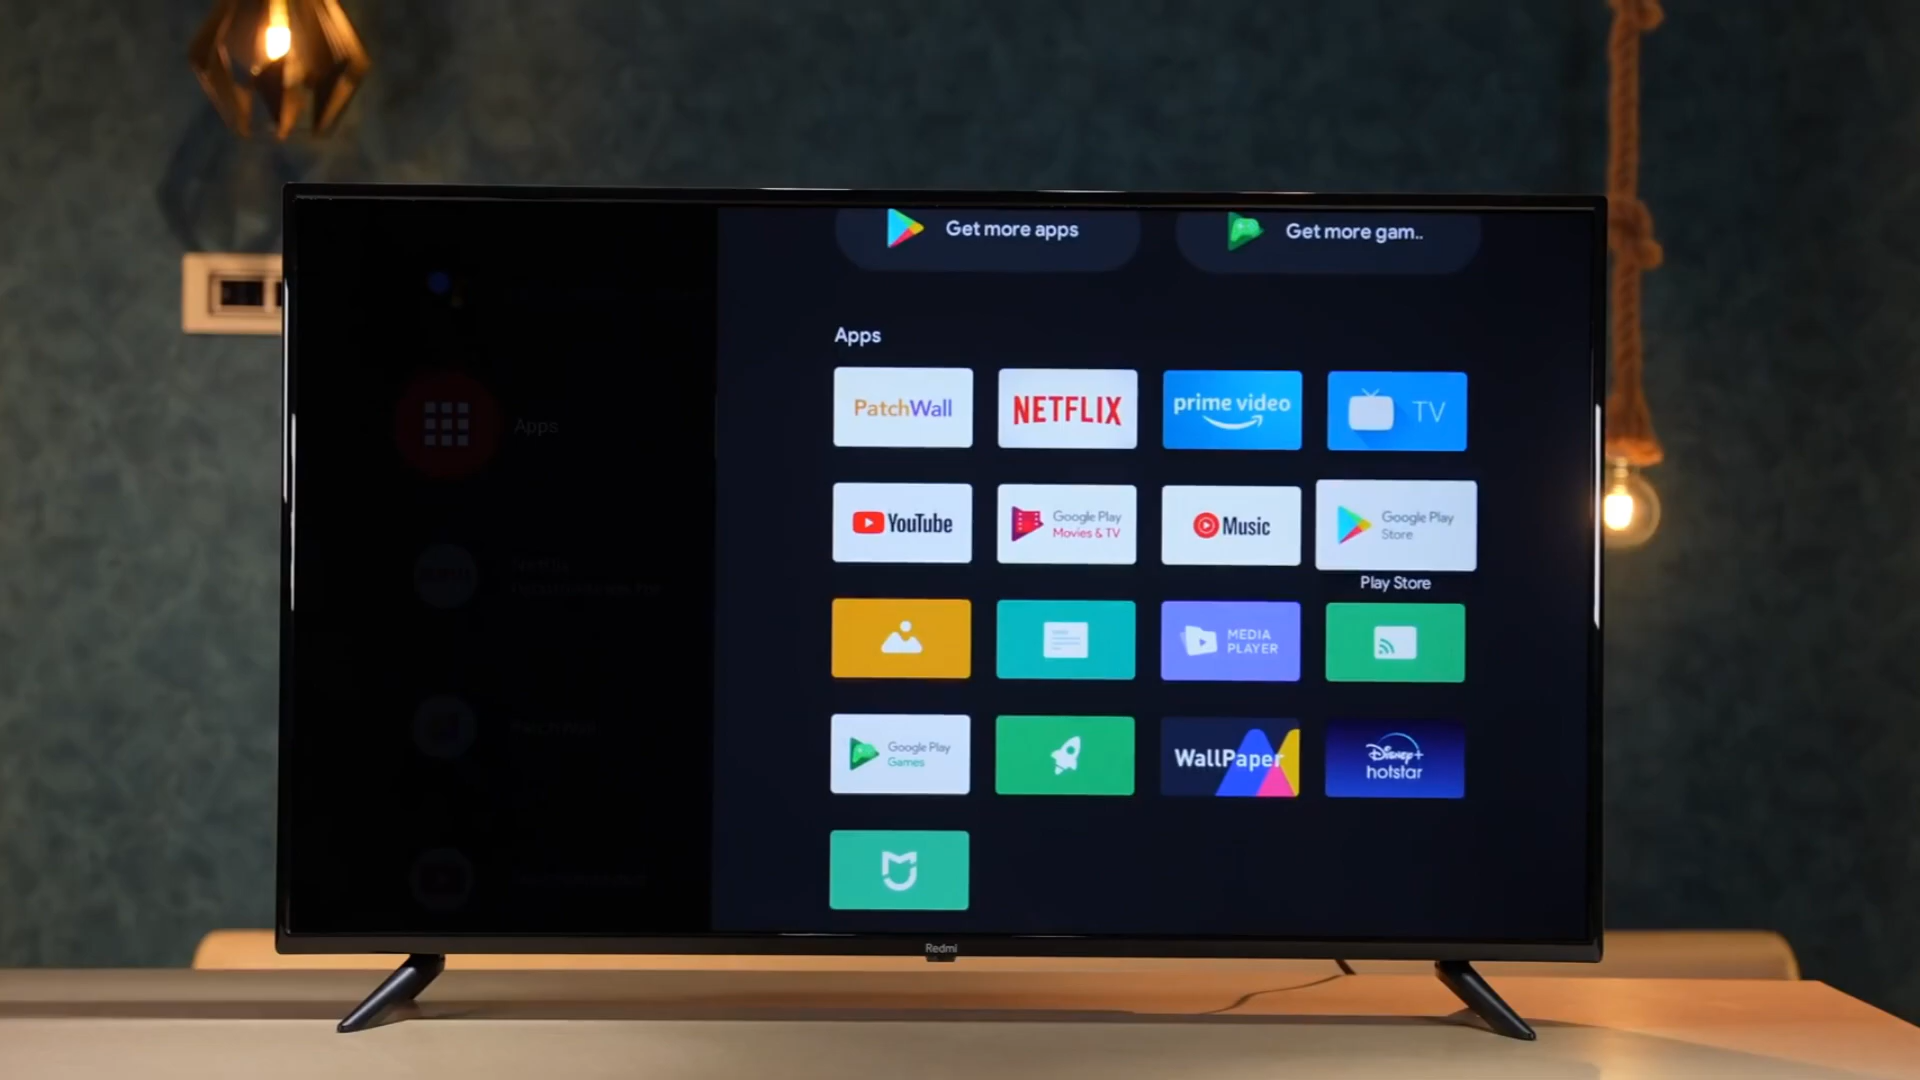 Get more apps
Get more gam..
Apps
PatchWall
NETFLIX
prime video
TV
Apps
YouTube
Google Play
Movies & TV
Music
Google Play
Store
Play Store
MEDIA
PLAYER
Google Play
Games
WallPaper
Disney+
hotstar
Redmi